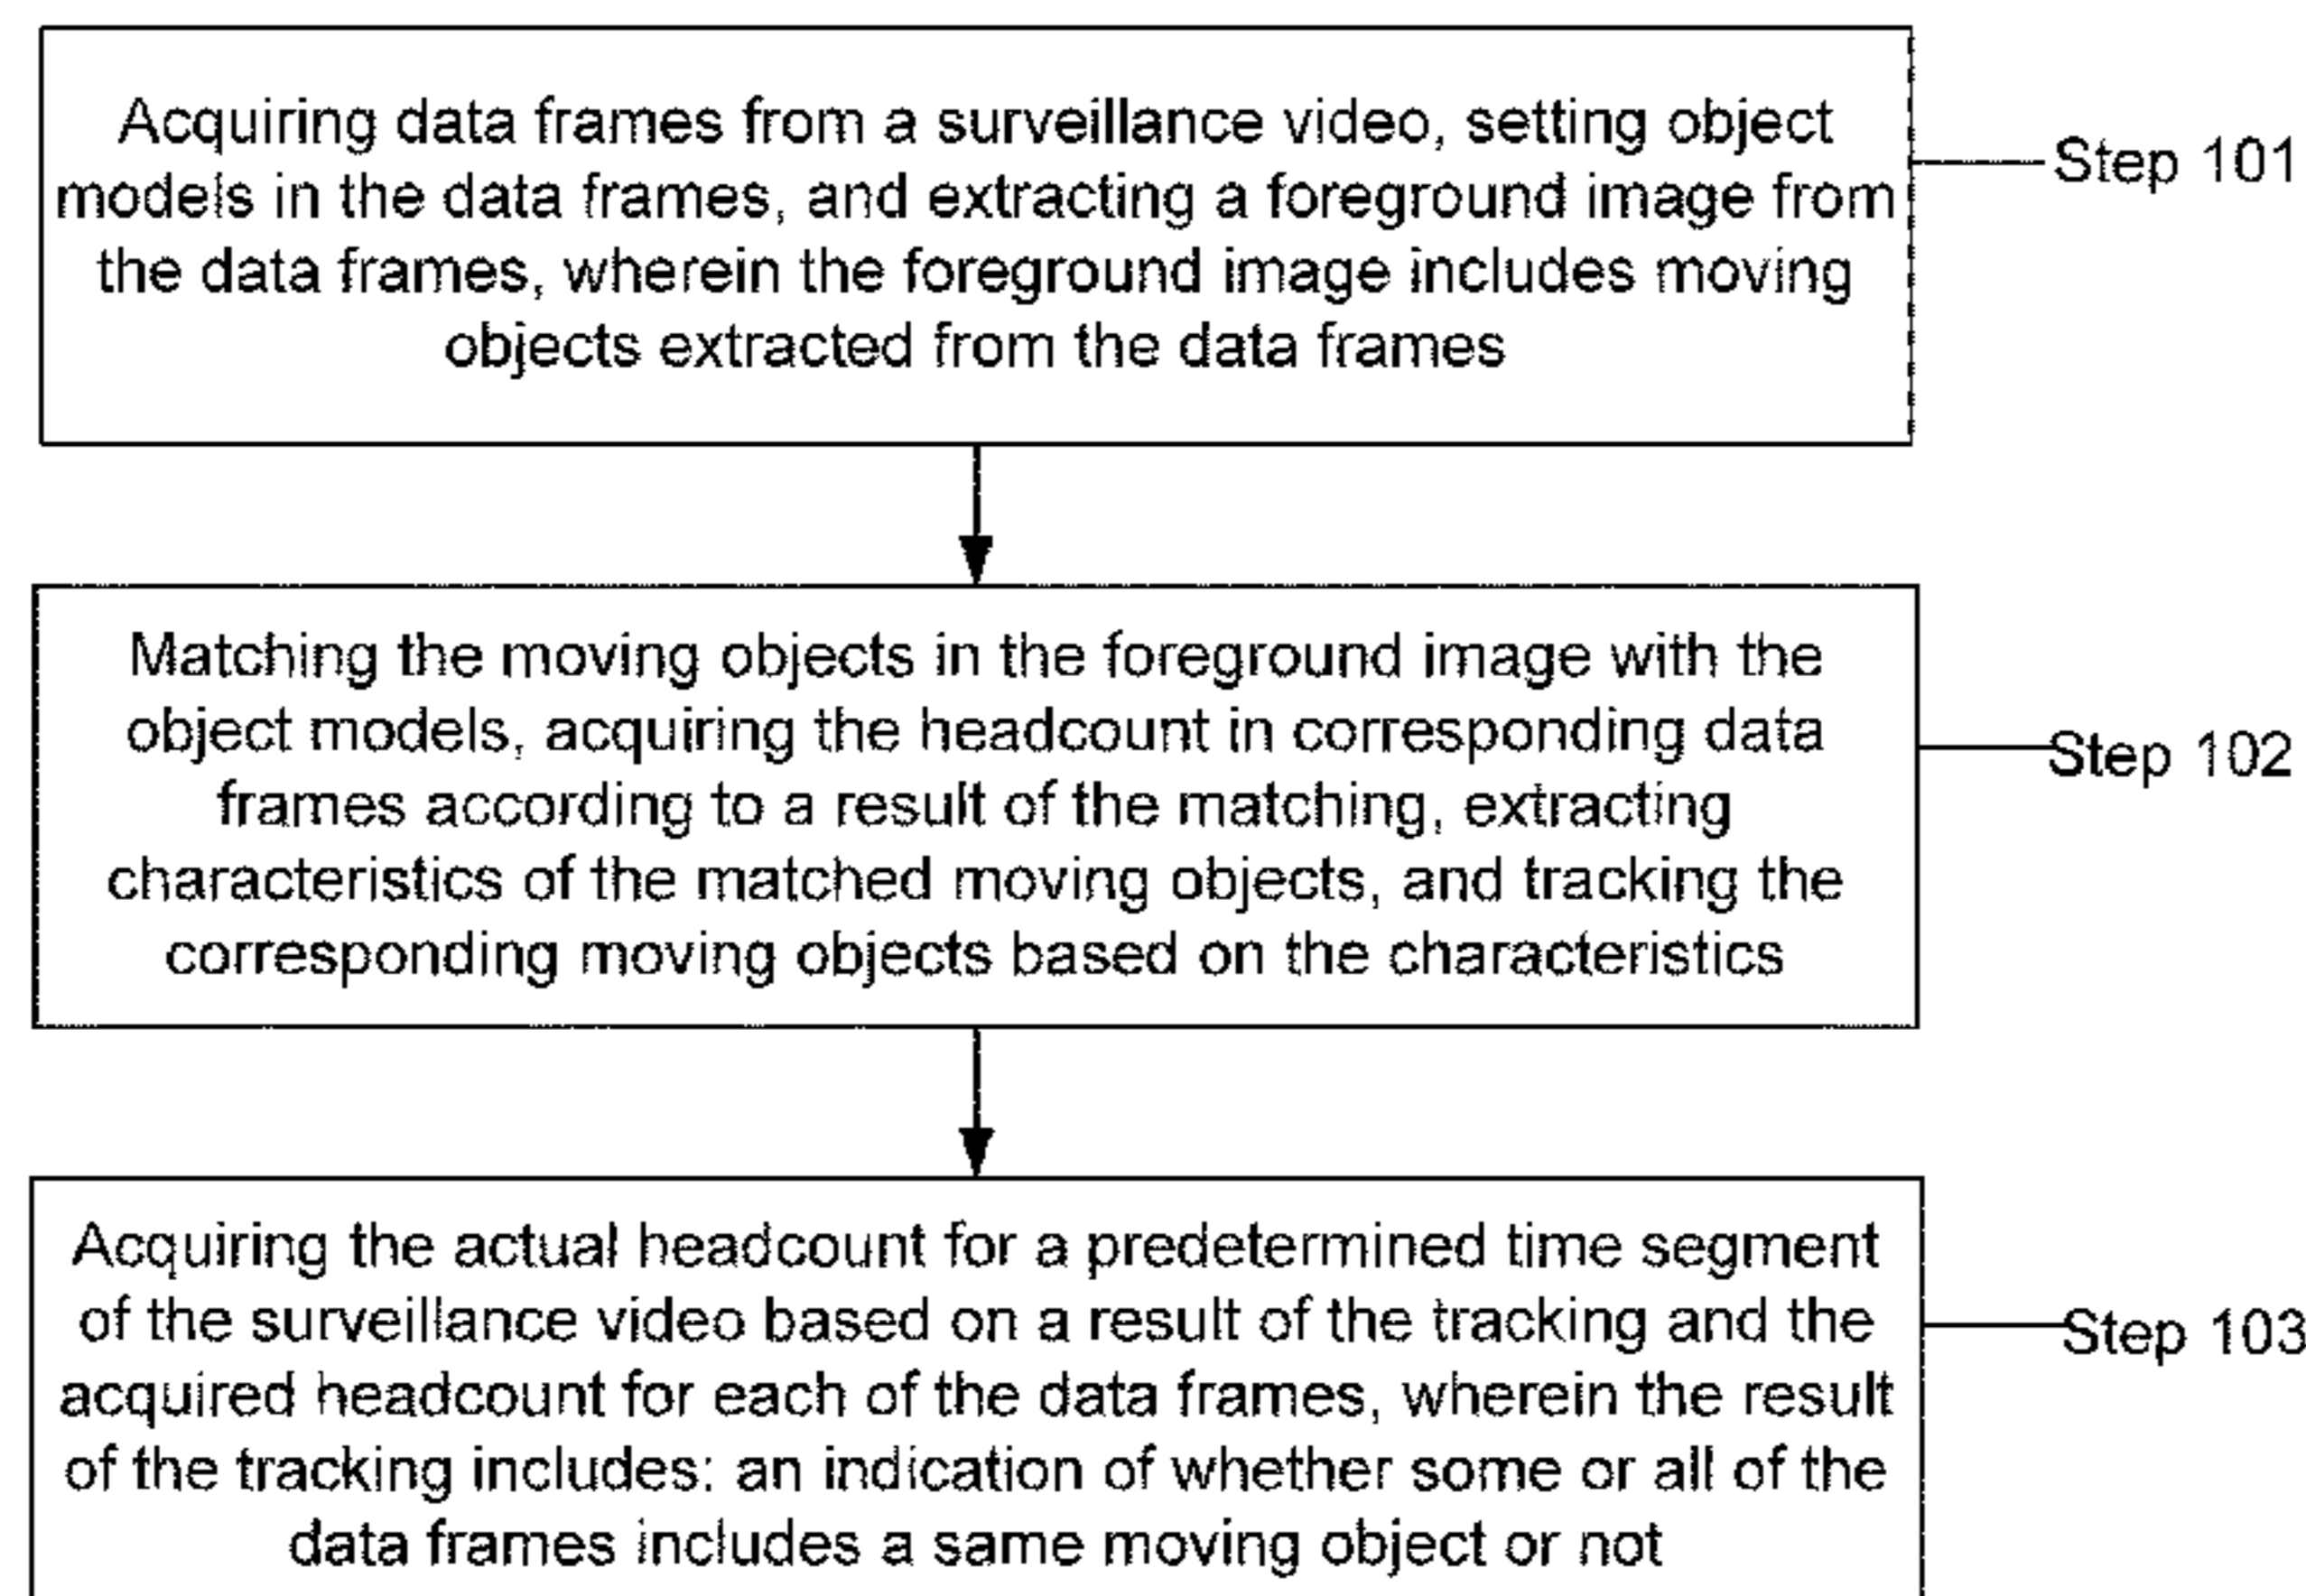 Acquiring data frames from a surveillance video, setting object
models in the data frames, and extracting a foreground image from
the data frames, wherein the foreground image includes moving
objects extracted from the data frames
Step 101
Matching the moving objects in the foreground image with the
object models, acquiring the headcount in corresponding data
frames according to a result of the matching, extracting
characteristics of the matched moving objects, and tracking the
corresponding moving objects based on the characteristics
Step 102
Acquiring the actual headcount for a predetermined time segment
of the surveillance video based on a result of the tracking and the
acquired headcount for each of the data frames, wherein the result
of the tracking includes: an indication of whether some or all of the
data frames includes a same moving object or not
Step 103